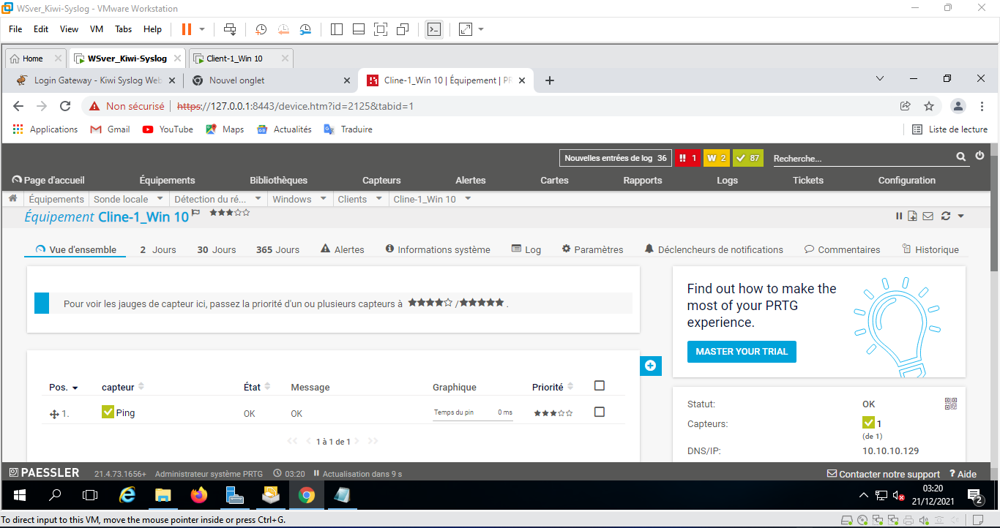 WSver_Kiwi-Syslog - VMware Workstation
File Edit View VM Tabs Help
Home WSver_Kiwi-Syslog Client-1_Win 10
Login Gateway - Kiwi Syslog Web Nouvel onglet Cline-1_Win 10 | Équipement | PR
Non sécurisé https://127.0.0.1:8443/device.htm?id=2125&tabid=1
Applications Gmail YouTube Maps Actualités Traduire Liste de lecture
Nouvelles entrées de log 36 !! 1 W 2 87 Recherche...
Page d'accueil Équipements Bibliothèques Capteurs Alertes Cartes Rapports Logs Tickets Configuration
Équipements Sonde locale Détection du ré... Windows Clients Cline-1_Win 10
Équipement Cline-1_Win 10
Vue d'ensemble 2 Jours 30 Jours 365 Jours Alertes Informations système Log Paramètres Déclencheurs de notifications Commentaires Historique
Pour voir les jauges de capteur ici, passez la priorité d'un ou plusieurs capteurs à ★★★★☆ /★★★★★ .
Find out how to make the
most of your PRTG
experience.
MASTER YOUR TRIAL
Pos. capteur État Message Graphique Priorité
1. Ping OK OK Temps du pin 0 ms
<< < 1 à 1 de 1 > >>
Statut: OK
Capteurs: 1
(de 1)
DNS/IP: 10.10.10.129
PAESSLER 21.4.73.1656+ Administrateur système PRTG 03:20 Actualisation dans 9 s Contacter notre support ? Aide
03:20
21/12/2021
2
To direct input to this VM, move the mouse pointer inside or press Ctrl+G.